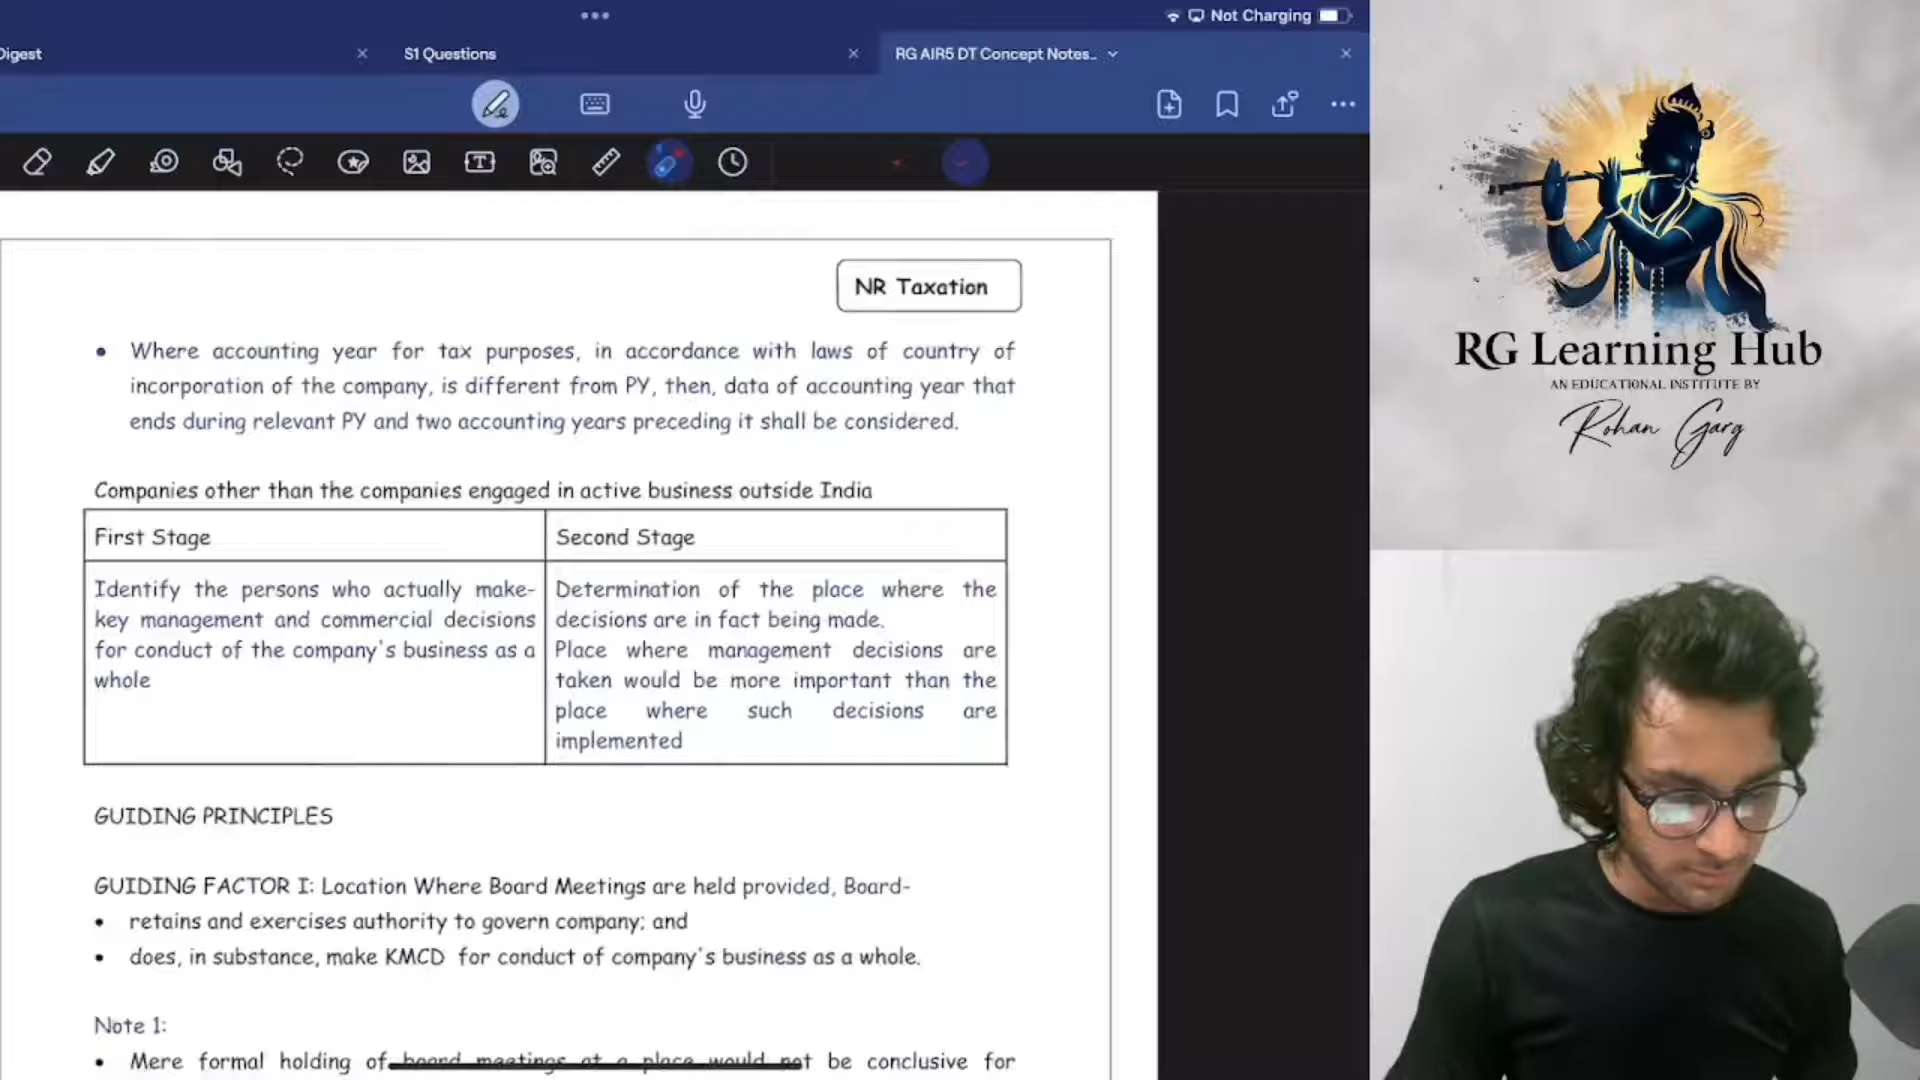 Not Charging
Digest
S1 Questions
RG AIR5 DT Concept Notes..
NR Taxation
• Where accounting year for tax purposes, in accordance with laws of country of
incorporation of the company, is different from PY, then, data of accounting year that
ends during relevant PY and two accounting years preceding it shall be considered.
Companies other than the companies engaged in active business outside India
First Stage
Identify the persons who actually make-
key management and commercial decisions
for conduct of the company's business as a
whole
Second Stage
Determination of the place where the
decisions are in fact being made.
Place where management decisions are
taken would be more important than the
place where such decisions are
implemented
GUIDING PRINCIPLES
GUIDING FACTOR I: Location Where Board Meetings are held provided, Board-
• retains and exercises authority to govern company; and
• does, in substance, make KMCD for conduct of company's business as a whole.
Note 1:
• Mere formal holding of board meetings at a place would not be conclusive for
RG Learning Hub
AN EDUCATIONAL INSTITUTE BY
Rohan Garg